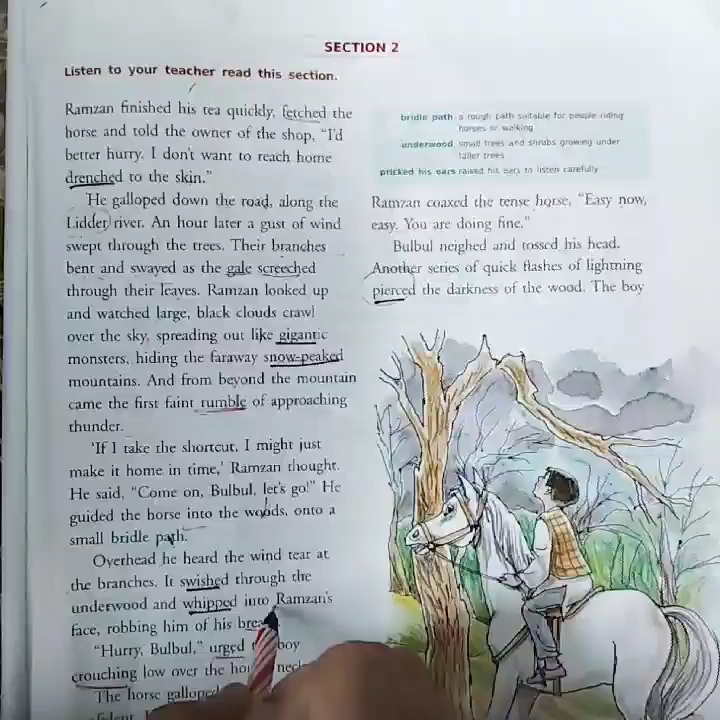 SECTION 2
Listen to your teacher read this section.
Ramzan finished his tea quickly, fetched the
horse and told the owner of the shop, “I’d
better hurry. I don’t want to reach home
drenched to the skin.”
He galloped down the road, along the
Lidder river. An hour later a gust of wind
swept through the trees. Their branches
bent and swayed as the gale screeched
through their leaves. Ramzan looked up
and watched large, black clouds crawl
over the sky, spreading out like gigantic
monsters, hiding the faraway snow-peaked
mountains. And from beyond the mountain
came the first faint rumble of approaching
thunder.
‘If I take the shortcut, I might just
make it home in time,’ Ramzan thought.
He said, “Come on, Bulbul, let’s go!” He
guided the horse into the woods, onto a
small bridle path.
Overhead he heard the wind tear at
the branches. It swished through the
underwood and whipped into Ramzan’s
face, robbing him of his
“Hurry, Bulbul,” urged boy
crouching low over the
The horse galloped
bridle path a rough path suitable for people riding
horses or walking
underwood small trees and shrubs growing under
taller trees
pricked his ears raised his ears to listen carefully
Ramzan coaxed the tense horse, “Easy now,
easy. You are doing fine.”
Bulbul neighed and tossed his head.
Another series of quick flashes of lightning
pierced the darkness of the wood. The boy